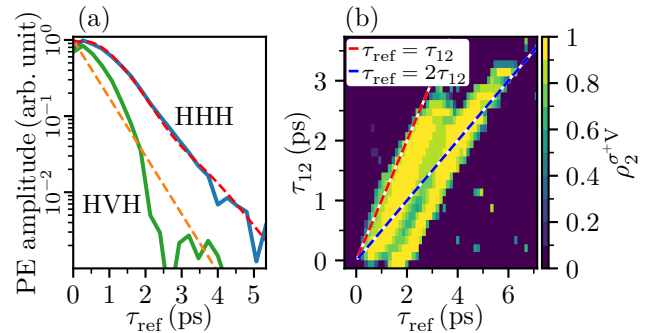 (a)
PE amplitude (arb. unit)
10⁰
10⁻¹
10⁻²
HHH
HVH
0 1 2 3 4 5
τ_ref (ps)
(b)
τ_ref = τ_12
τ_ref = 2τ_12
τ_12 (ps)
3
2
1
0
0 2 4 6
τ_ref (ps)
1
0.8
0.6
0.4
0.2
0
ρ_2^{σ⁺V}